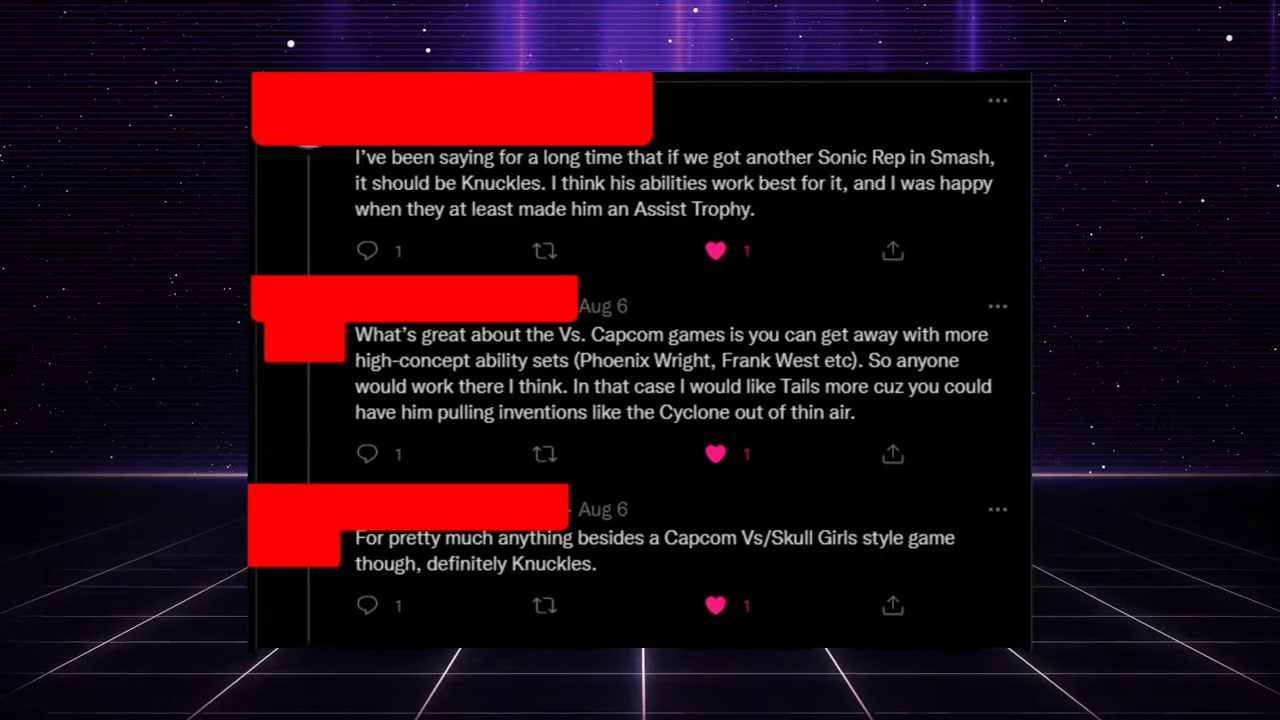 I've been saying for a long time that if we got another Sonic Rep in Smash,
it should be Knuckles. I think his abilities work best for it, and I was happy
when they at least made him an Assist Trophy.
1 1
Aug 6
What's great about the Vs. Capcom games is you can get away with more
high-concept ability sets (Phoenix Wright, Frank West etc). So anyone
would work there I think. In that case I would like Tails more cuz you could
have him pulling inventions like the Cyclone out of thin air.
1 1
· Aug 6
For pretty much anything besides a Capcom Vs/Skull Girls style game
though, definitely Knuckles.
1 1